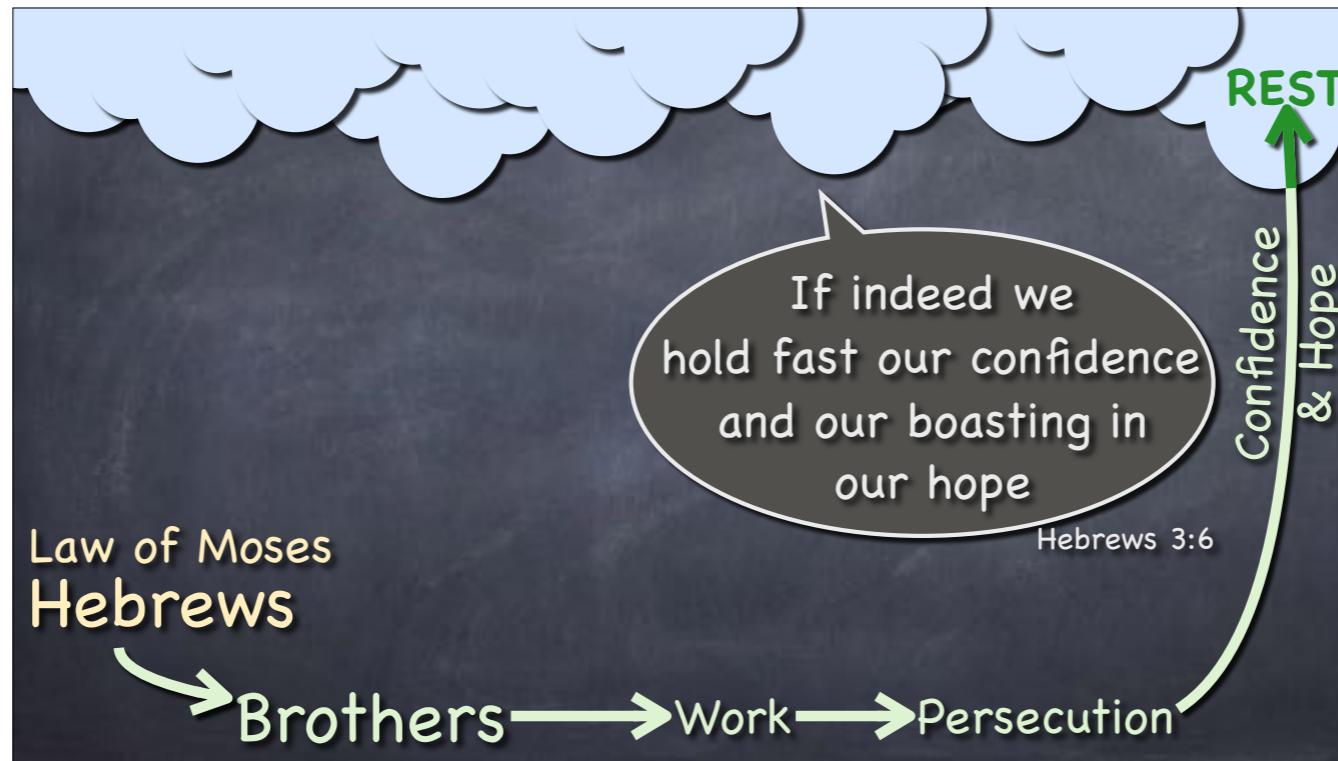 REST
If indeed we
hold fast our confidence
and our boasting in
our hope
Hebrews 3:6
Confidence
& Hope
Law of Moses
Hebrews
Brothers
Work
Persecution